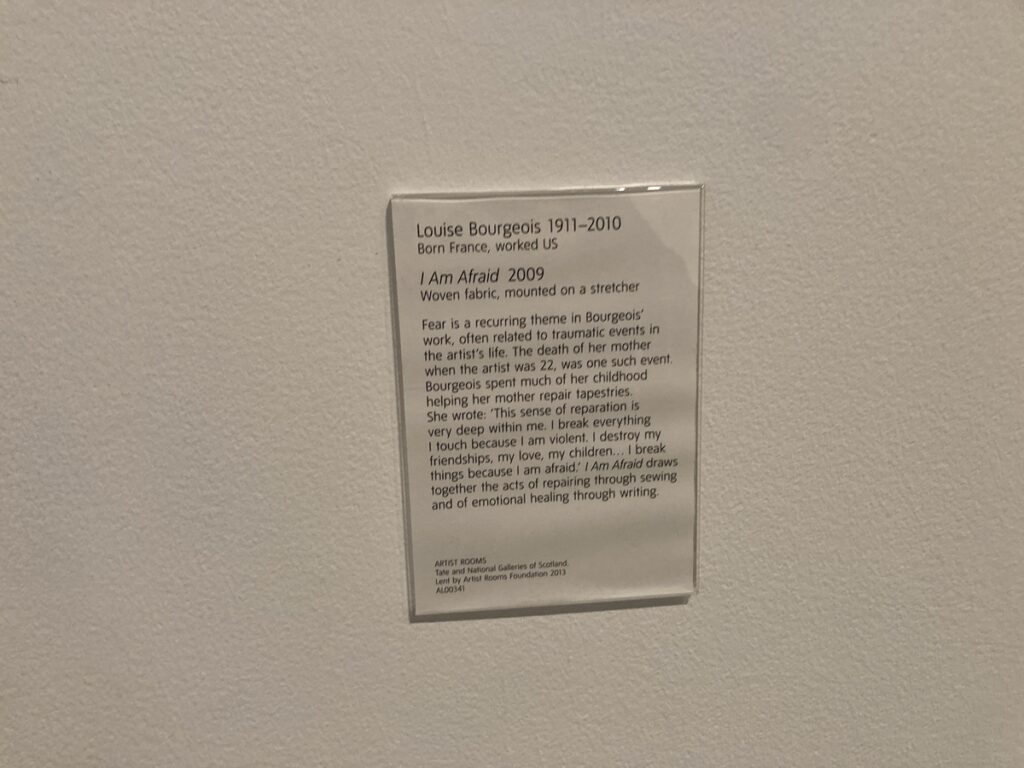 Louise Bourgeois 1911–2010
Born France, worked US
I Am Afraid 2009
Woven fabric, mounted on a stretcher
Fear is a recurring theme in Bourgeois'
work, often related to traumatic events in
the artist's life. The death of her mother
when the artist was 22, was one such event.
Bourgeois spent much of her childhood
helping her mother repair tapestries.
She wrote: 'This sense of reparation is
very deep within me. I break everything
I touch because I am violent. I destroy my
friendships, my love, my children... I break
things because I am afraid.' I Am Afraid draws
together the acts of repairing through sewing
and of emotional healing through writing.
ARTIST ROOMS
Tate and National Galleries of Scotland.
Lent by Artist Rooms Foundation 2013
AL00341